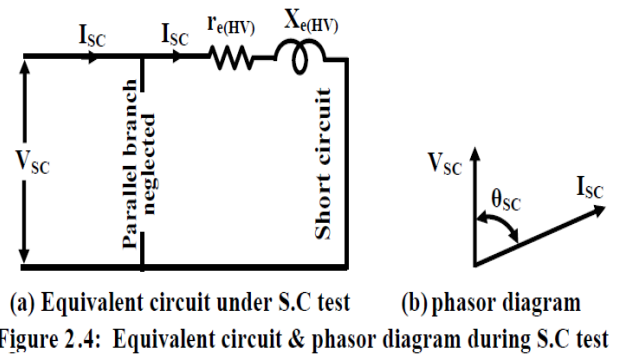 I_SC I_SC r_e(HV) X_e(HV)
V_SC
Parallel branch
neglected
Short circuit
V_SC
θ_SC
I_SC
(a) Equivalent circuit under S.C test (b) phasor diagram
Figure 2.4: Equivalent circuit & phasor diagram during S.C test